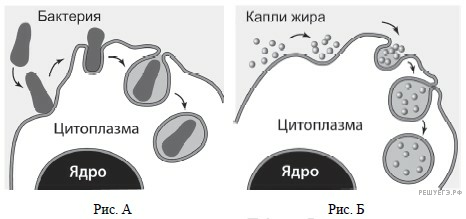 Бактерия
Цитоплазма
Ядро
Рис. А
Капли жира
Цитоплазма
Ядро
РЕШУЕГЭ.РФ
Рис. Б